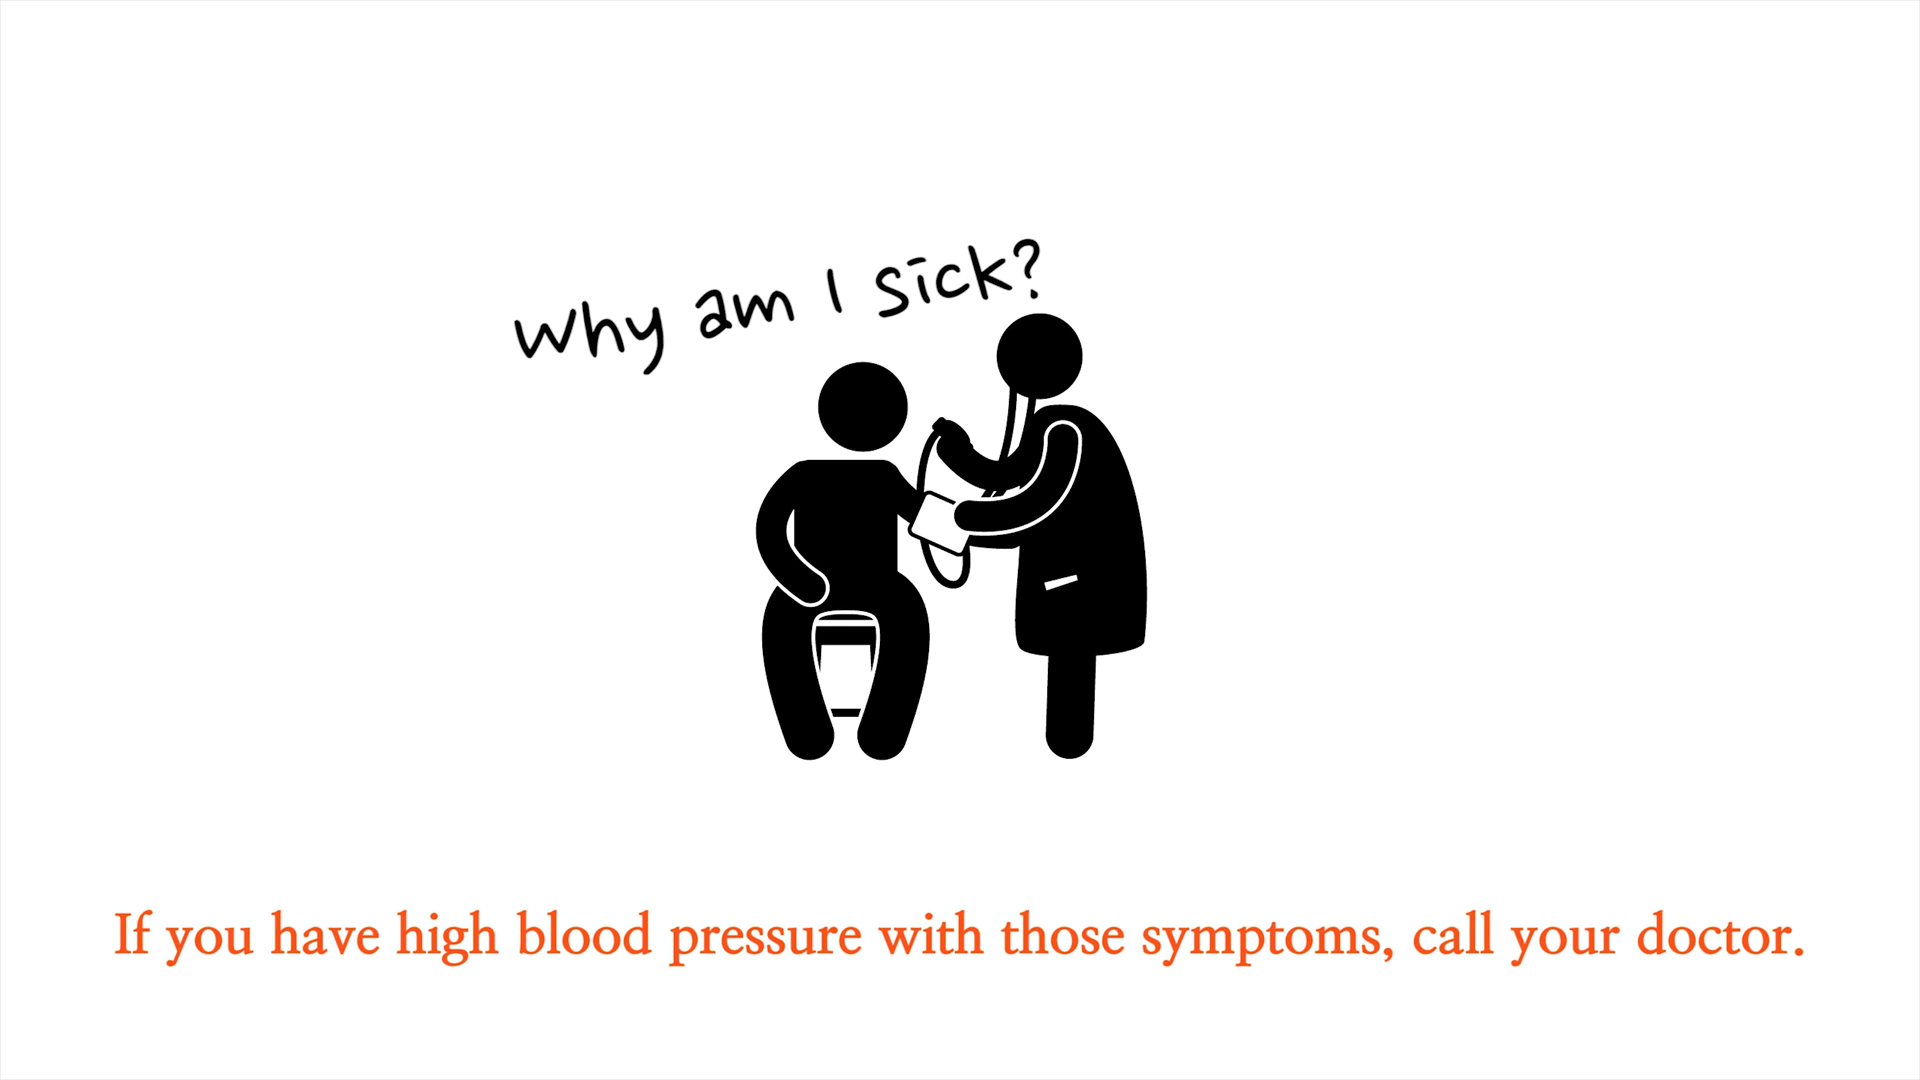 Why am I sick?
If you have high blood pressure with those symptoms, call your doctor.